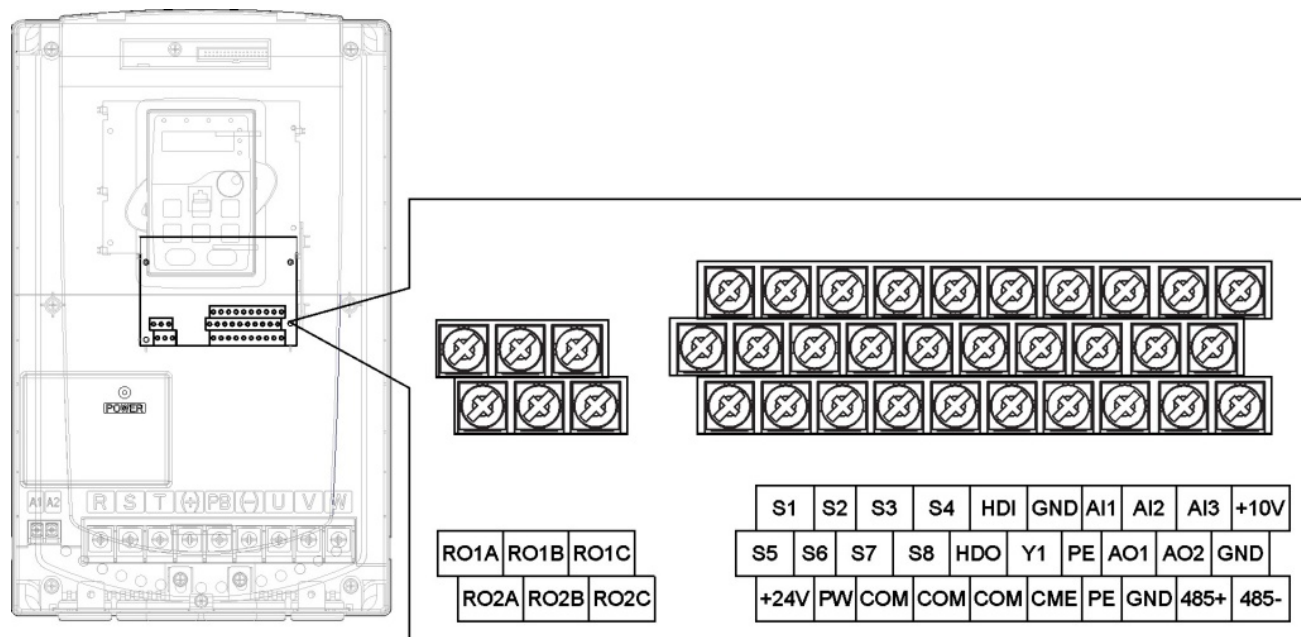 POWER
A1 A2
R S T (+) PB (-) U V W
RO1A RO1B RO1C
RO2A RO2B RO2C
S1 S2 S3 S4 HDI GND AI1 AI2 AI3 +10V
S5 S6 S7 S8 HDO Y1 PE AO1 AO2 GND
+24V PW COM COM COM CME PE GND 485+ 485-